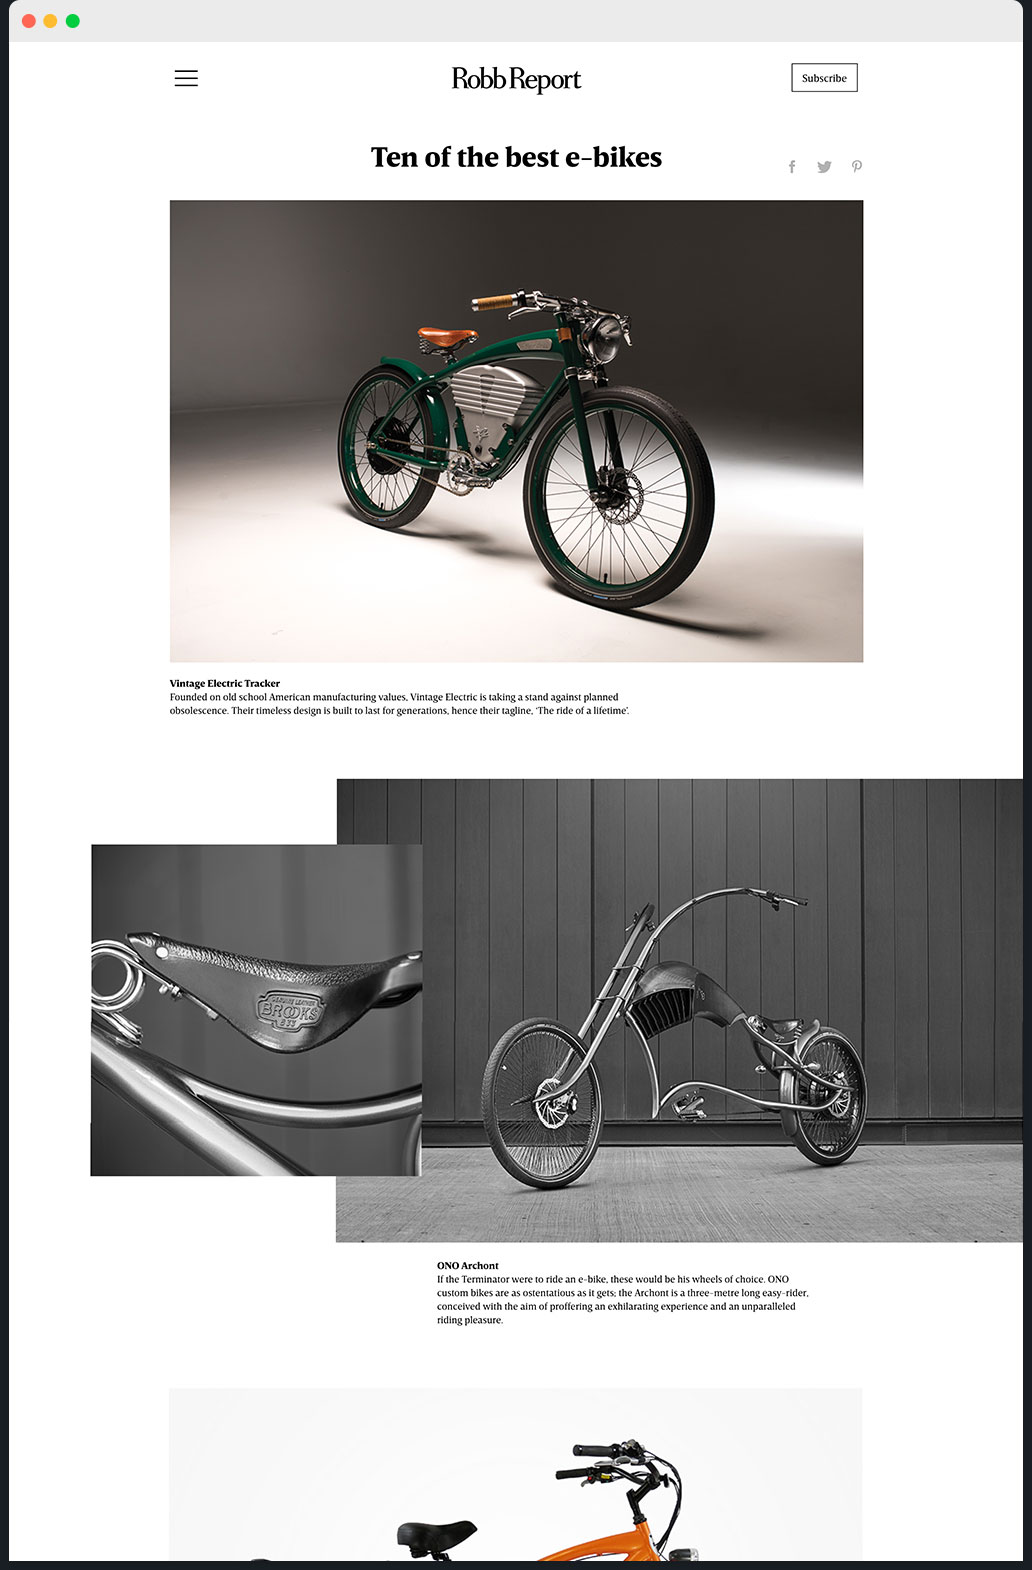 Robb Report
Subscribe
Ten of the best e-bikes
Vintage Electric Tracker
Founded on old school American manufacturing values, Vintage Electric is taking a stand against planned
obsolescence. Their timeless design is built to last for generations, hence their tagline, ‘The ride of a lifetime’.
GENUINE LEATHER
BROOKS
B33
ONO Archont
If the Terminator were to ride an e-bike, these would be his wheels of choice. ONO
custom bikes are as ostentatious as it gets; the Archont is a three-metre long easy-rider,
conceived with the aim of proffering an exhilarating experience and an unparalleled
riding pleasure.